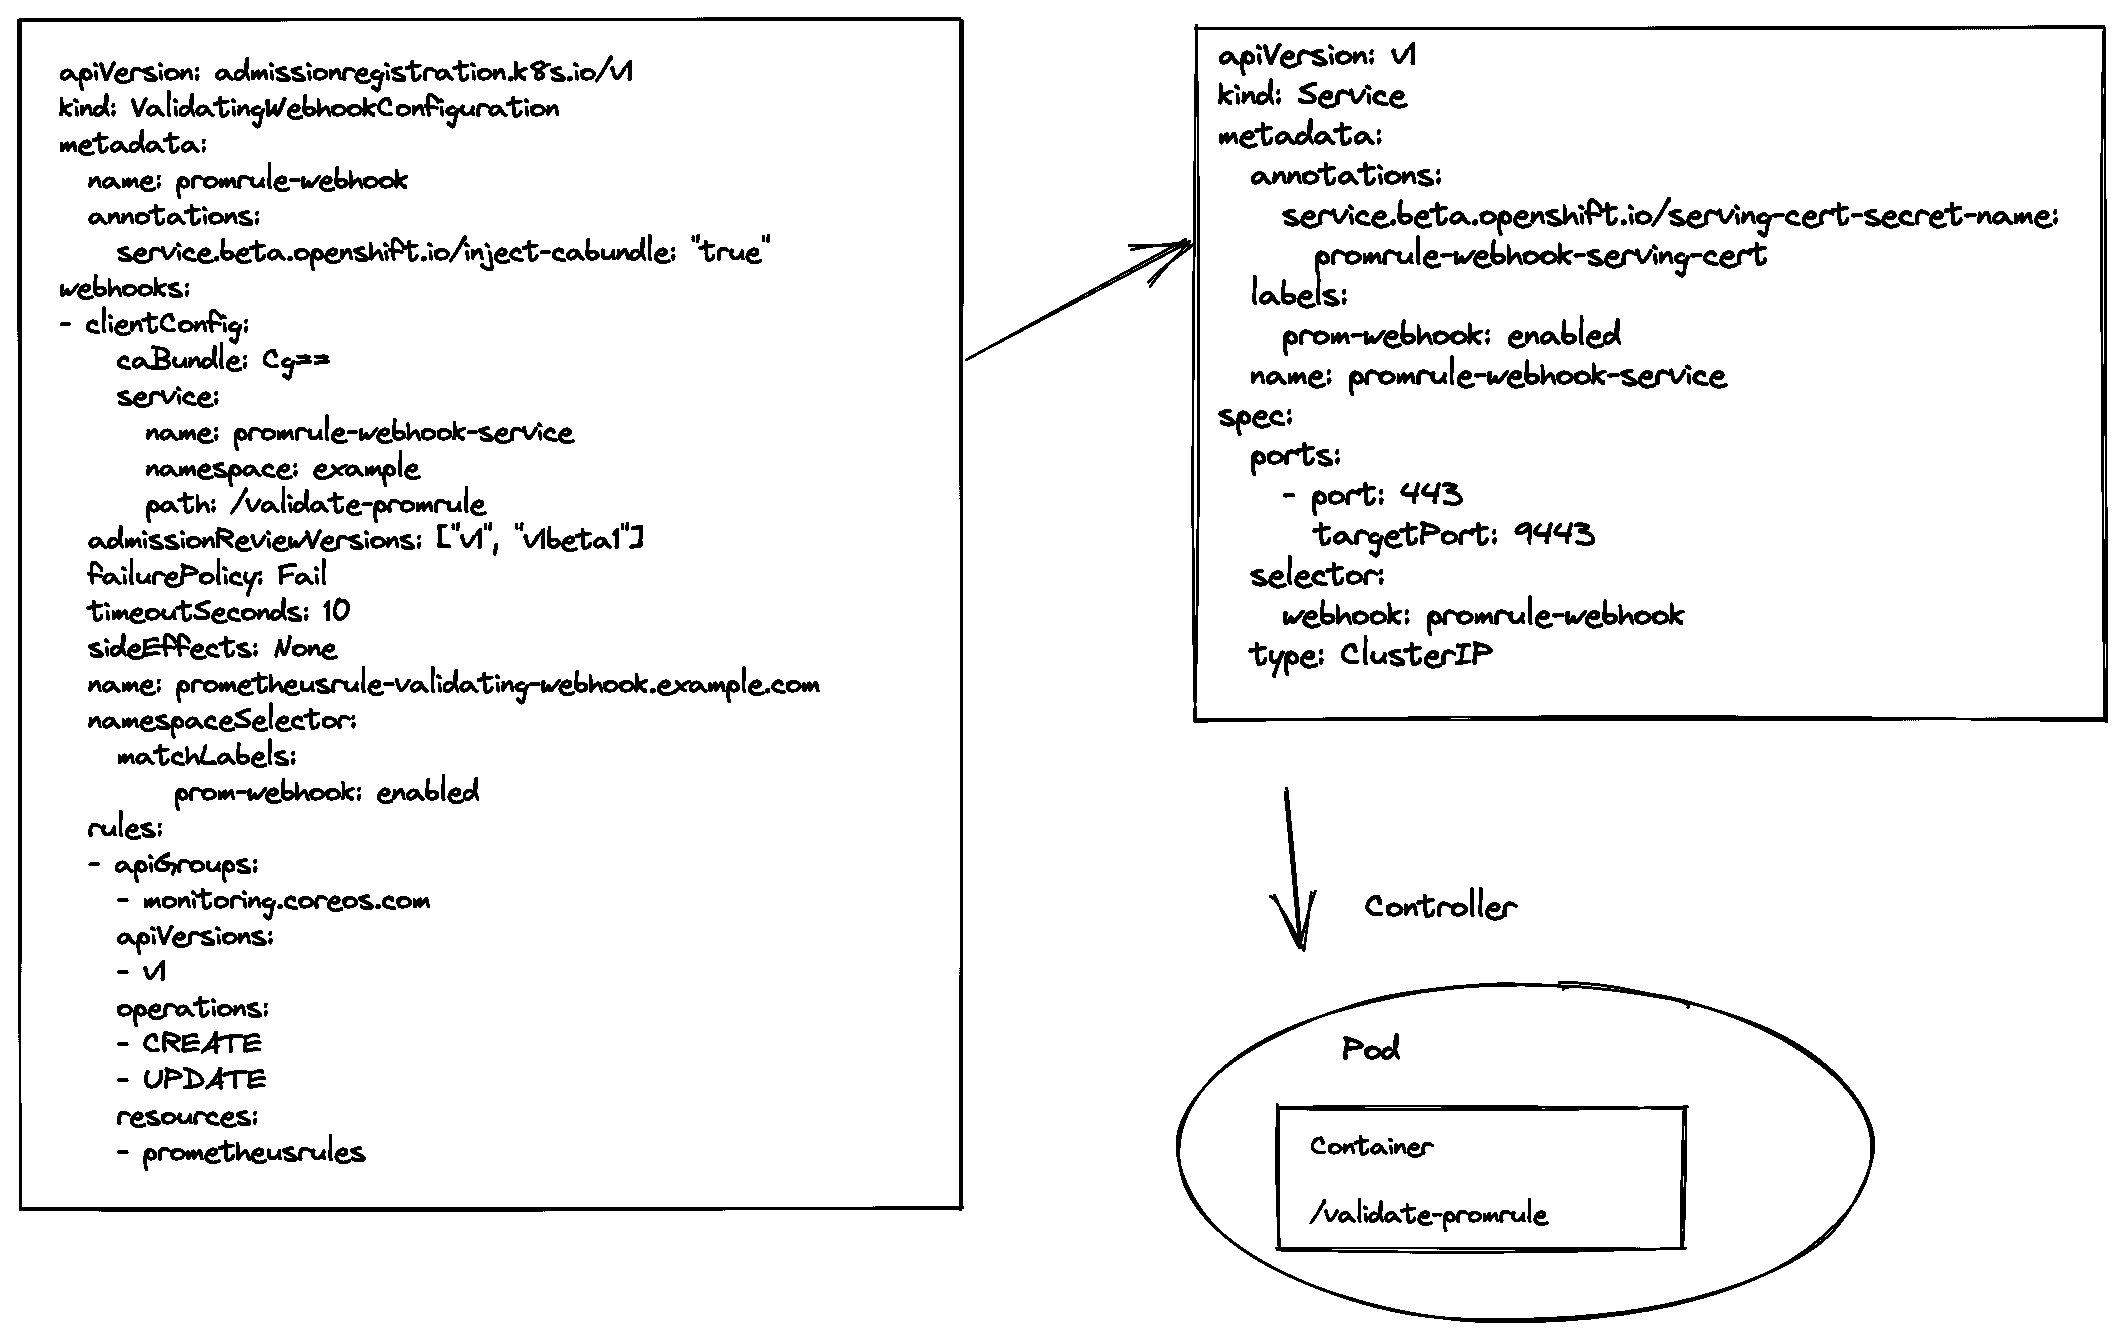 apiVersion: admissionregistration.k8s.io/v1
kind: ValidatingWebhookConfiguration
metadata:
  name: promrule-webhook
  annotations:
    service.beta.openshift.io/inject-cabundle: "true"
webhooks:
- clientConfig:
    caBundle: Cg==
    service:
      name: promrule-webhook-service
      namespace: example
      path: /validate-promrule
  admissionReviewVersions: ["v1", "v1beta1"]
  failurePolicy: Fail
  timeoutSeconds: 10
  sideEffects: None
  name: prometheusrule-validating-webhook.example.com
  namespaceSelector:
    matchLabels:
        prom-webhook: enabled
  rules:
  - apiGroups:
    - monitoring.coreos.com
    apiVersions:
    - v1
    operations:
    - CREATE
    - UPDATE
    resources:
    - prometheusrules
apiVersion: v1
kind: Service
metadata:
  annotations:
    service.beta.openshift.io/serving-cert-secret-name:
      promrule-webhook-serving-cert
  labels:
    prom-webhook: enabled
  name: promrule-webhook-service
spec:
  ports:
    - port: 443
      targetPort: 9443
  selector:
    webhook: promrule-webhook
  type: ClusterIP
Controller
Pod
Container
/validate-promrule